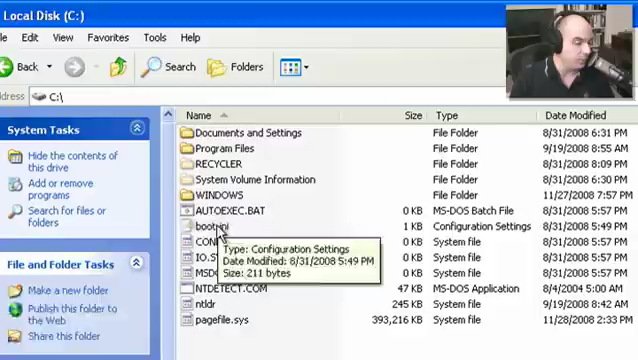 Local Disk (C:)
Edit View Favorites Tools Help
Back Search Folders
C:\
System Tasks
Hide the contents of
this drive
Add or remove
programs
Search for files or
folders
File and Folder Tasks
Make a new folder
Publish this folder to
the Web
Share this folder
Name Size Type Date Modified
Documents and Settings File Folder 8/31/2008 6:31 PM
Program Files File Folder 9/19/2008 8:55 AM
RECYCLER File Folder 8/31/2008 6:34 PM
System Volume Information File Folder 8/31/2008 5:57 PM
WINDOWS File Folder 11/27/2008 7:57 P
AUTOEXEC.BAT 0 KB MS-DOS Batch File 8/31/2008 5:57 PM
boot.ini 1 KB Configuration Settings 8/31/2008 5:49 PM
0 KB System file 8/31/2008 5:57 PM
IO.S 0 KB System file 8/31/2008 5:57 PM
MSD 0 KB System file 8/31/2008 5:57 PM
Type: Configuration Settings
Date Modified: 8/31/2008 5:49 PM
Size: 211 bytes
NTDETECT.COM 47 KB MS-DOS Application 8/4/2004 5:00 AM
ntldr 245 KB System file 9/19/2008 8:42 AM
pagefile.sys 393,216 KB System file 11/28/2008 2:33 PM